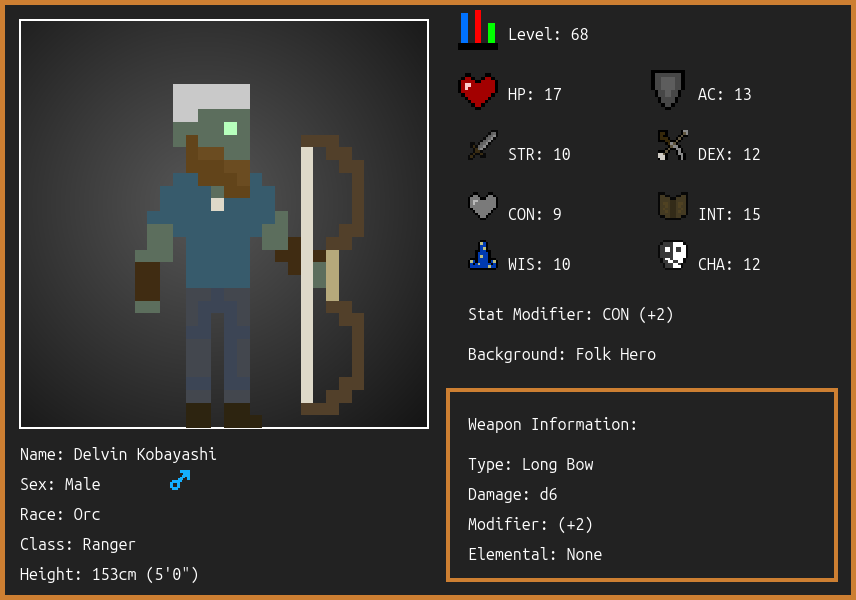 Level: 68
HP: 17
AC: 13
STR: 10
DEX: 12
CON: 9
INT: 15
WIS: 10
CHA: 12
Stat Modifier: CON (+2)
Background: Folk Hero
Weapon Information:
Type: Long Bow
Damage: d6
Modifier: (+2)
Elemental: None
Name: Delvin Kobayashi
Sex: Male
Race: Orc
Class: Ranger
Height: 153cm (5'0")